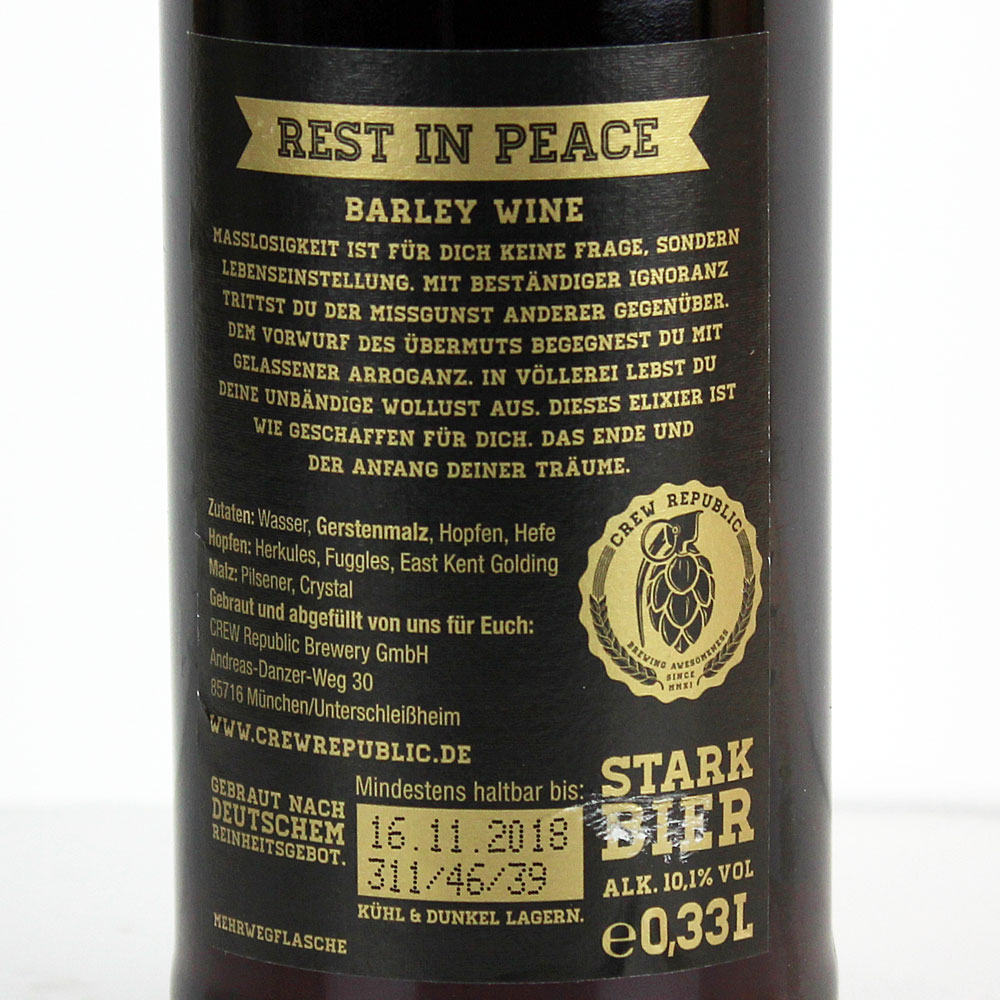 REST IN PEACE
BARLEY WINE
MASSLOSIGKEIT IST FÜR DICH KEINE FRAGE, SONDERN
LEBENSEINSTELLUNG. MIT BESTÄNDIGER IGNORANZ
TRITTST DU DER MISSGUNST ANDERER GEGENÜBER.
DEM VORWURF DES ÜBERMUTS BEGEGNEST DU MIT
GELASSENER ARROGANZ. IN VÖLLEREI LEBST DU
DEINE UNBÄNDIGE WOLLUST AUS. DIESES ELIXIER IST
WIE GESCHAFFEN FÜR DICH. DAS ENDE UND
DER ANFANG DEINER TRÄUME.
Zutaten: Wasser, Gerstenmalz, Hopfen, Hefe
Hopfen: Herkules, Fuggles, East Kent Golding
Malz: Pilsener, Crystal
Gebraut und abgefüllt von uns für Euch:
CREW Republic Brewery GmbH
Andreas-Danzer-Weg 30
85716 München/Unterschleißheim
WWW.CREWREPUBLIC.DE
CREW REPUBLIC
BREWING AWESOMENESS
SINCE
MMXI
GEBRAUT NACH
DEUTSCHEM
REINHEITSGEBOT.
MEHRWEGFLASCHE
Mindestens haltbar bis:
16.11.2018
311/46/39
KÜHL & DUNKEL LAGERN.
STARK
BIER
ALK. 10,1% VOL
℮0,33L